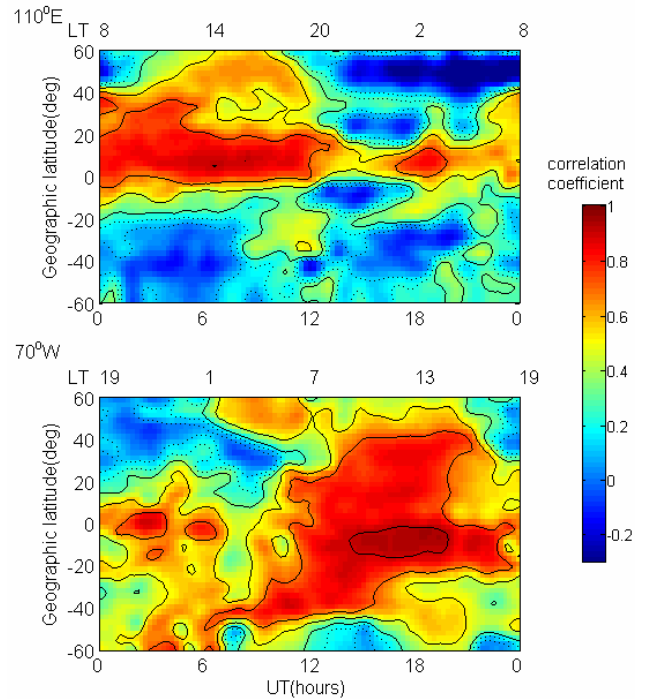 110°E
LT 8 14 20 2 8
60
40
20
0
-20
-40
-60
Geographic latitude(deg)
0 6 12 18 0
correlation
coefficient
1
0.8
0.6
0.4
0.2
0
-0.2
70°W
LT 19 1 7 13 19
60
40
20
0
-20
-40
-60
Geographic latitude(deg)
0 6 12 18 0
UT(hours)